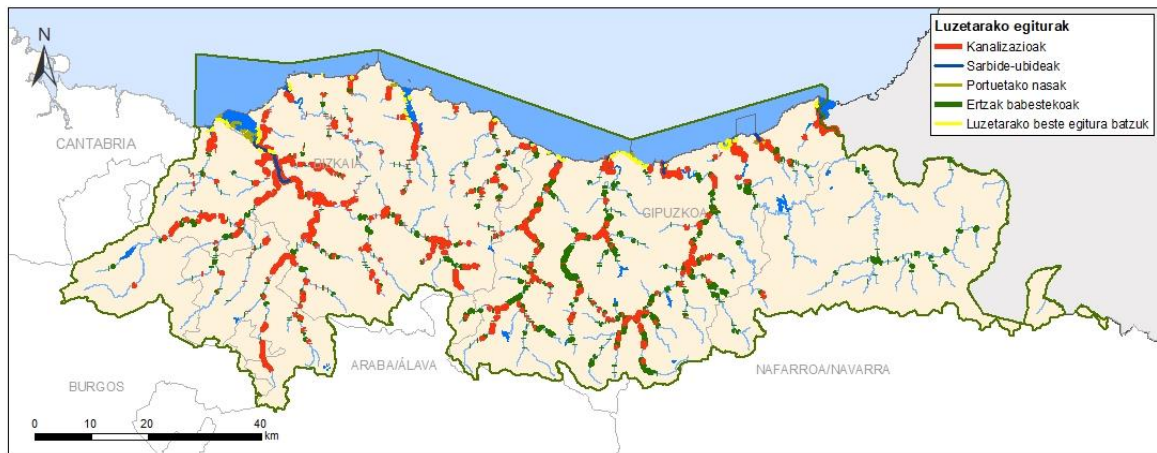 Luzetarako egiturak
Kanalizazioak
Sarbide-ubideak
Portuetako nasak
Ertzak babestekoak
Luzetarako beste egitura batzuk
N
CANTABRIA
BIZKAIA
GIPUZKOA
ARABA/ÁLAVA
NAFARROA/NAVARRA
BURGOS
0 10 20 40
km